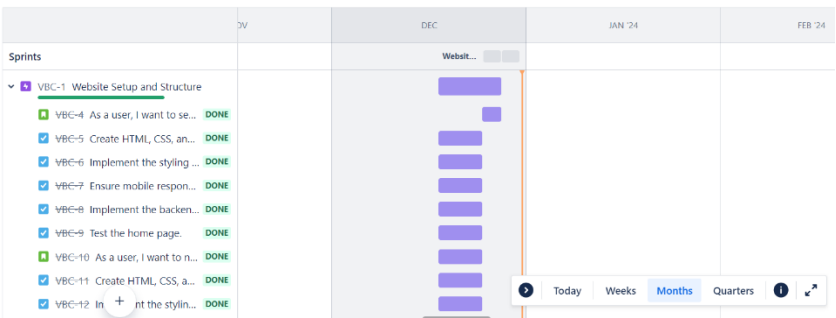 OV DEC JAN '24 FEB '24
Sprints Websit...
VBC-1 Website Setup and Structure
VBC-4 As a user, I want to se... DONE
VBC-5 Create HTML, CSS, an... DONE
VBC-6 Implement the styling ... DONE
VBC-7 Ensure mobile respon... DONE
VBC-8 Implement the backen... DONE
VBC-9 Test the home page. DONE
VBC-10 As a user, I want to n... DONE
VBC-11 Create HTML, CSS, a... DONE
VBC-12 nt the stylin... DONE
Today Weeks Months Quarters